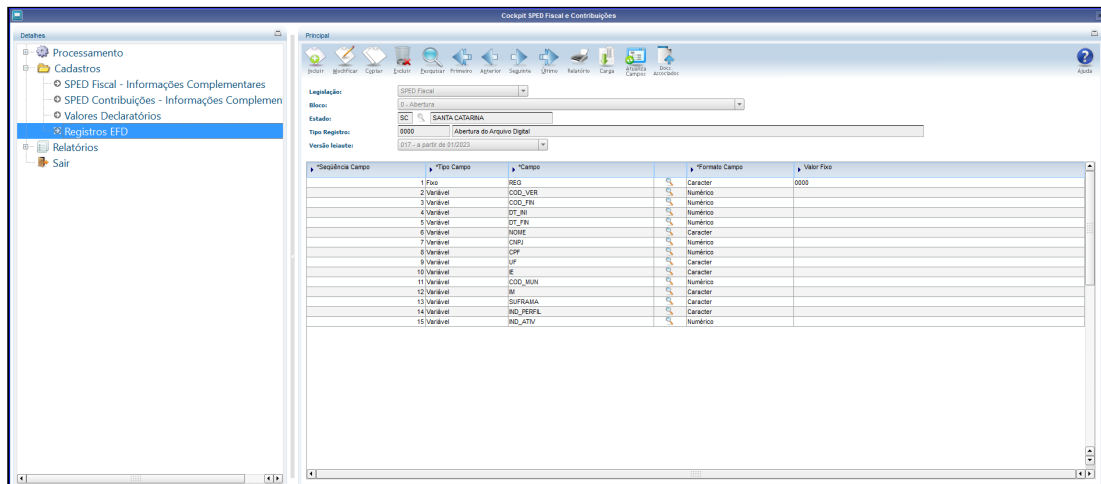 Cockpit SPED Fiscal e Contribuições
Detalhes
Processamento
Cadastros
SPED Fiscal - Informações Complementares
SPED Contribuições - Informações Complemen
Valores Declaratórios
Registros EFD
Relatórios
Sair
Principal
Incluir Modificar Copiar Excluir Pesquisar Primeiro Anterior Seguinte Último Relatório Carga Atualiza Campos Docs. Associados Ajuda
Legislação: SPED Fiscal
Bloco: 0 - Abertura
Estado: SC SANTA CATARINA
Tipo Registro: 0000 Abertura do Arquivo Digital
Versão leiaute: 017 - a partir de 01/2023
*Seqüência Campo *Tipo Campo *Campo *Formato Campo Valor Fixo
1 Fixo REG Caracter 0000
2 Variável COD_VER Numérico
3 Variável COD_FIN Numérico
4 Variável DT_INI Numérico
5 Variável DT_FIN Numérico
6 Variável NOME Caracter
7 Variável CNPJ Numérico
8 Variável CPF Numérico
9 Variável UF Caracter
10 Variável IE Caracter
11 Variável COD_MUN Numérico
12 Variável IM Caracter
13 Variável SUFRAMA Caracter
14 Variável IND_PERFIL Caracter
15 Variável IND_ATIV Numérico